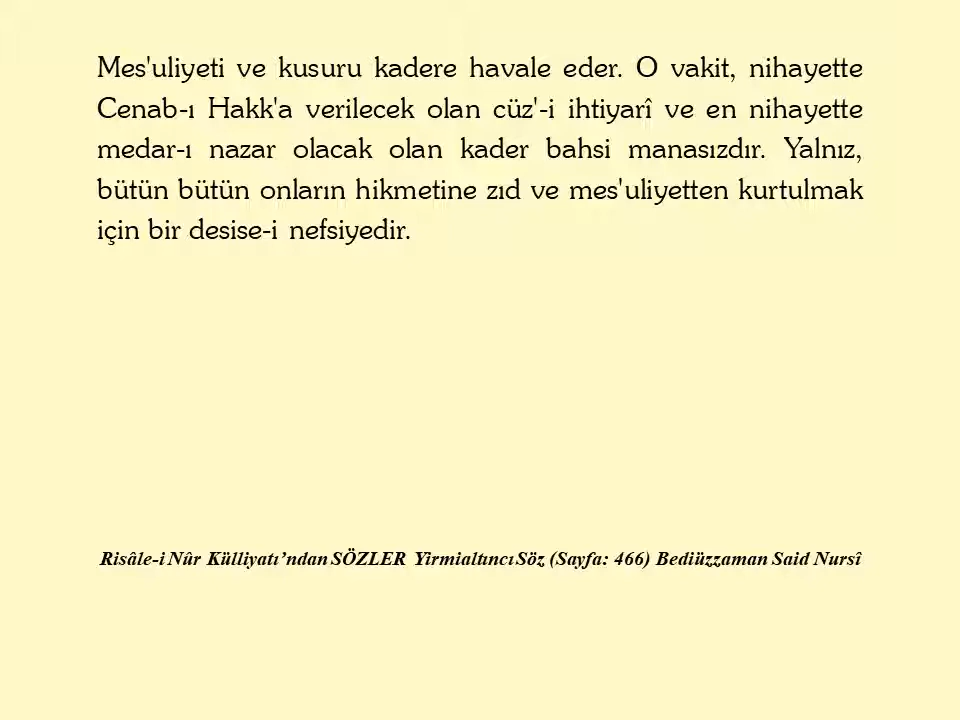 Mes'uliyeti ve kusuru kadere havale eder. O vakit, nihayette
Cenab-ı Hakk'a verilecek olan cüz'-i ihtiyarî ve en nihayette
medar-ı nazar olacak olan kader bahsi manasızdır. Yalnız,
bütün bütün onların hikmetine zıd ve mes'uliyetten kurtulmak
için bir desise-i nefsiyedir.
Risâle-i Nûr Külliyatı’ndan SÖZLER Yirmialtıncı Söz (Sayfa: 466) Bediüzzaman Said Nursî